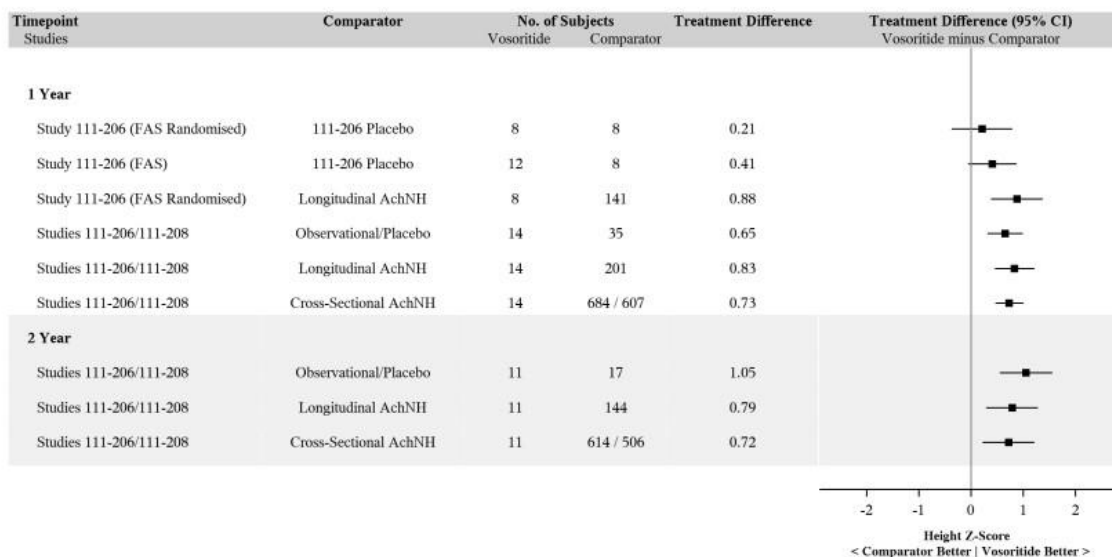 Timepoint Comparator No. of Subjects Treatment Difference Treatment Difference (95% CI)
Studies Vosoritide Comparator Vosoritide minus Comparator
1 Year
Study 111-206 (FAS Randomised) 111-206 Placebo 8 8 0.21
Study 111-206 (FAS) 111-206 Placebo 12 8 0.41
Study 111-206 (FAS Randomised) Longitudinal AchNH 8 141 0.88
Studies 111-206/111-208 Observational/Placebo 14 35 0.65
Studies 111-206/111-208 Longitudinal AchNH 14 201 0.83
Studies 111-206/111-208 Cross-Sectional AchNH 14 684 / 607 0.73
2 Year
Studies 111-206/111-208 Observational/Placebo 11 17 1.05
Studies 111-206/111-208 Longitudinal AchNH 11 144 0.79
Studies 111-206/111-208 Cross-Sectional AchNH 11 614 / 506 0.72
-2 -1 0 1 2
Height Z-Score
< Comparator Better | Vosoritide Better >